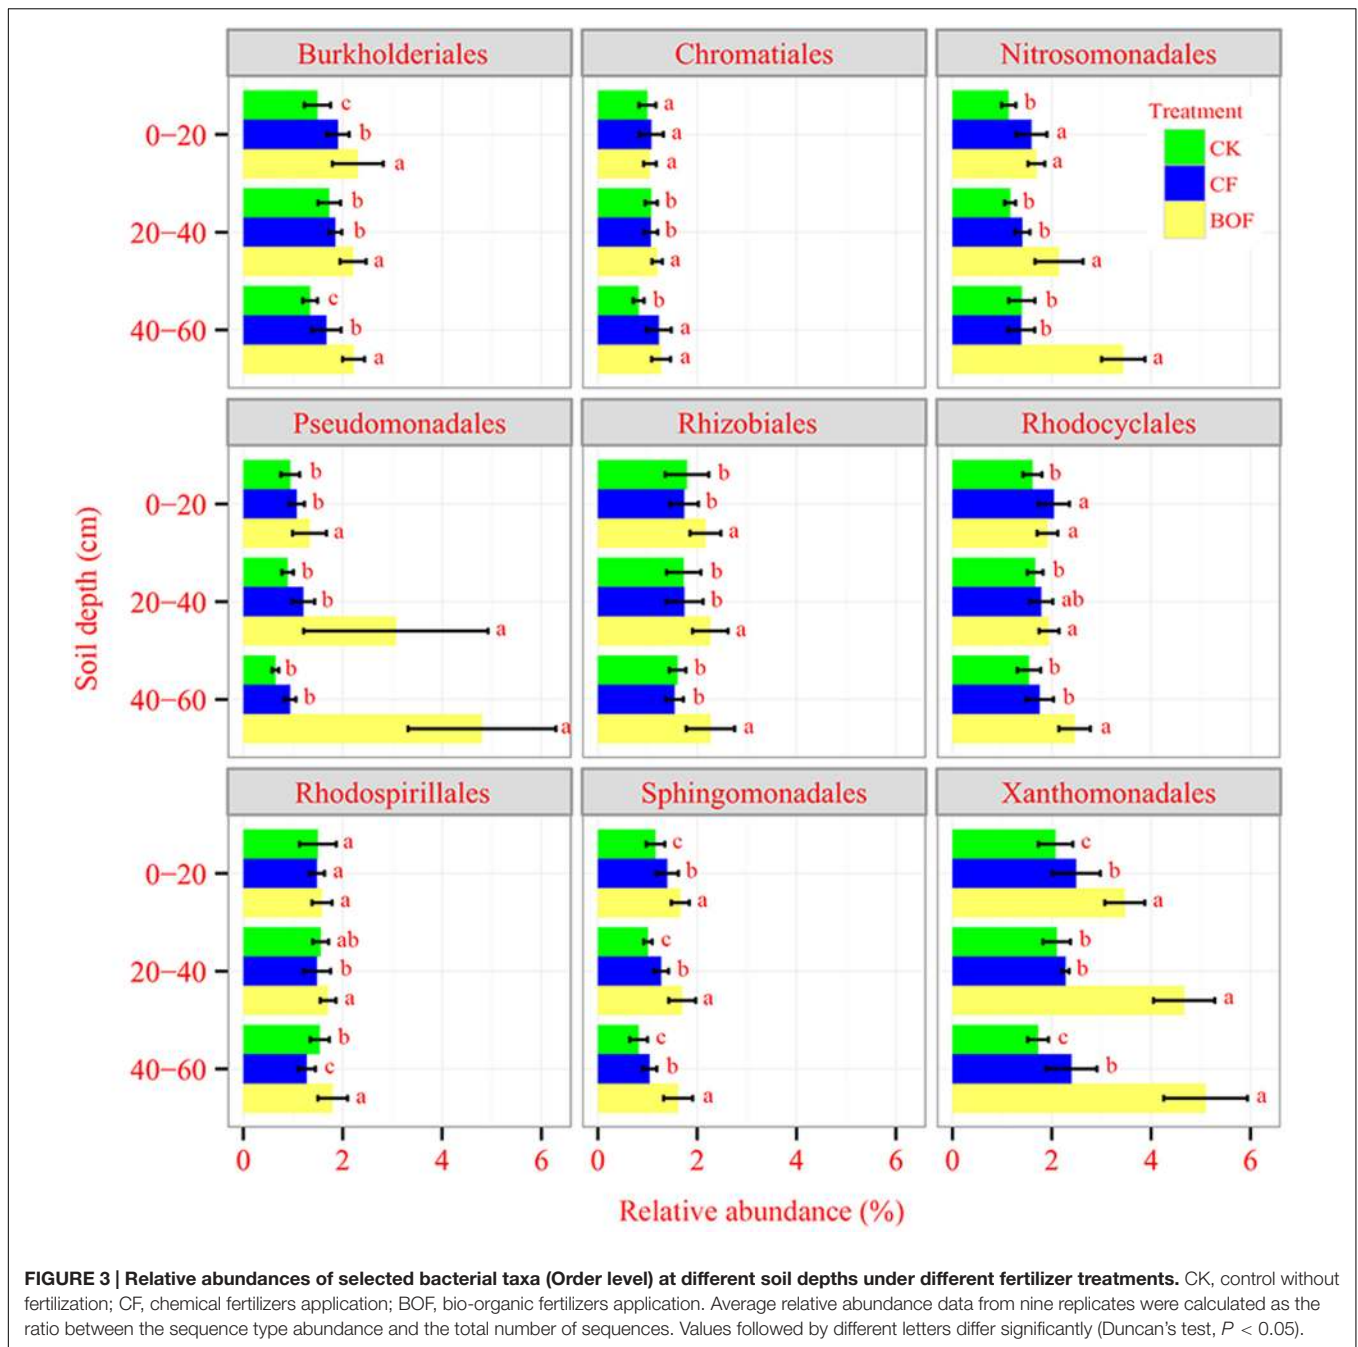 Burkholderiales Chromatiales Nitrosomonadales
Treatment
CK
CF
BOF
0−20 c b a a a a b a a
20−40 b b a b b a b b a
40−60 c b a b a a b b a
Pseudomonadales Rhizobiales Rhodocyclales
0−20 b b a b b a b a a
20−40 b b a b b a b ab a
40−60 b b a b b a b b a
Rhodospirillales Sphingomonadales Xanthomonadales
0−20 a a a c b a c b a
20−40 ab b a c b a b b a
40−60 b c a c b a c b a
Soil depth (cm)
0 2 4 6 0 2 4 6 0 2 4 6
Relative abundance (%)
FIGURE 3 | Relative abundances of selected bacterial taxa (Order level) at different soil depths under different fertilizer treatments. CK, control without
fertilization; CF, chemical fertilizers application; BOF, bio-organic fertilizers application. Average relative abundance data from nine replicates were calculated as the
ratio between the sequence type abundance and the total number of sequences. Values followed by different letters differ significantly (Duncan's test, P < 0.05).